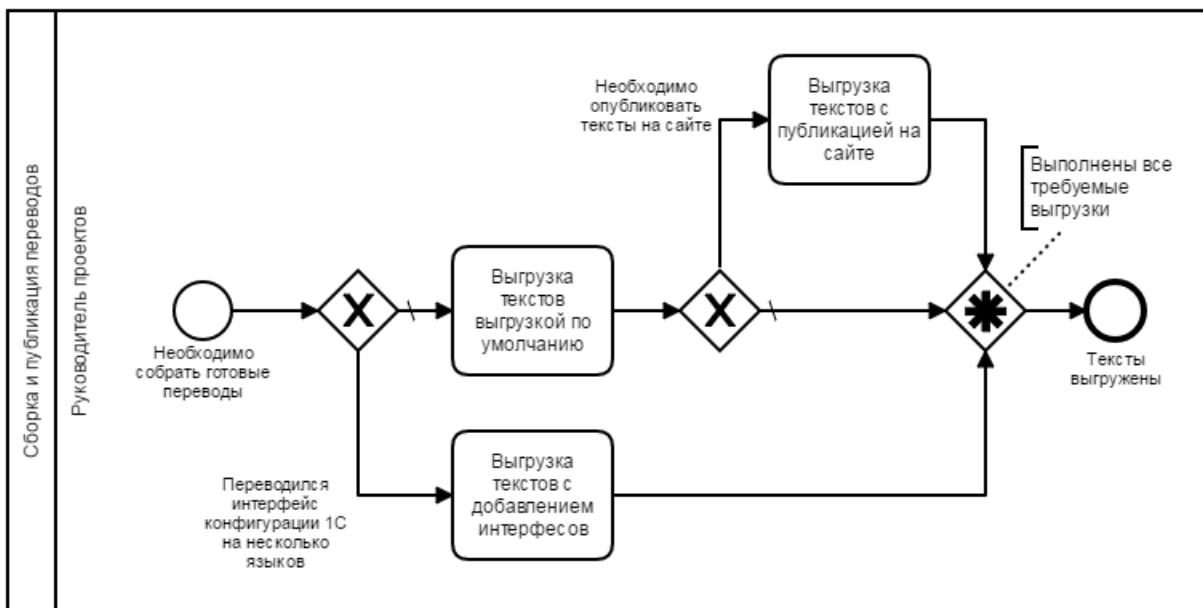 Сборка и публикация переводов
Руководитель проектов
Необходимо
собрать готовые
переводы
X
Переводился
интерфейс
конфигурации 1С
на несколько
языков
Выгрузка
текстов
выгрузкой по
умолчанию
Выгрузка
текстов с
добавлением
интерфесов
X
Необходимо
опубликовать
тексты на сайте
Выгрузка
текстов с
публикацией на
сайте
Выполнены все
требуемые
выгрузки
Тексты
выгружены